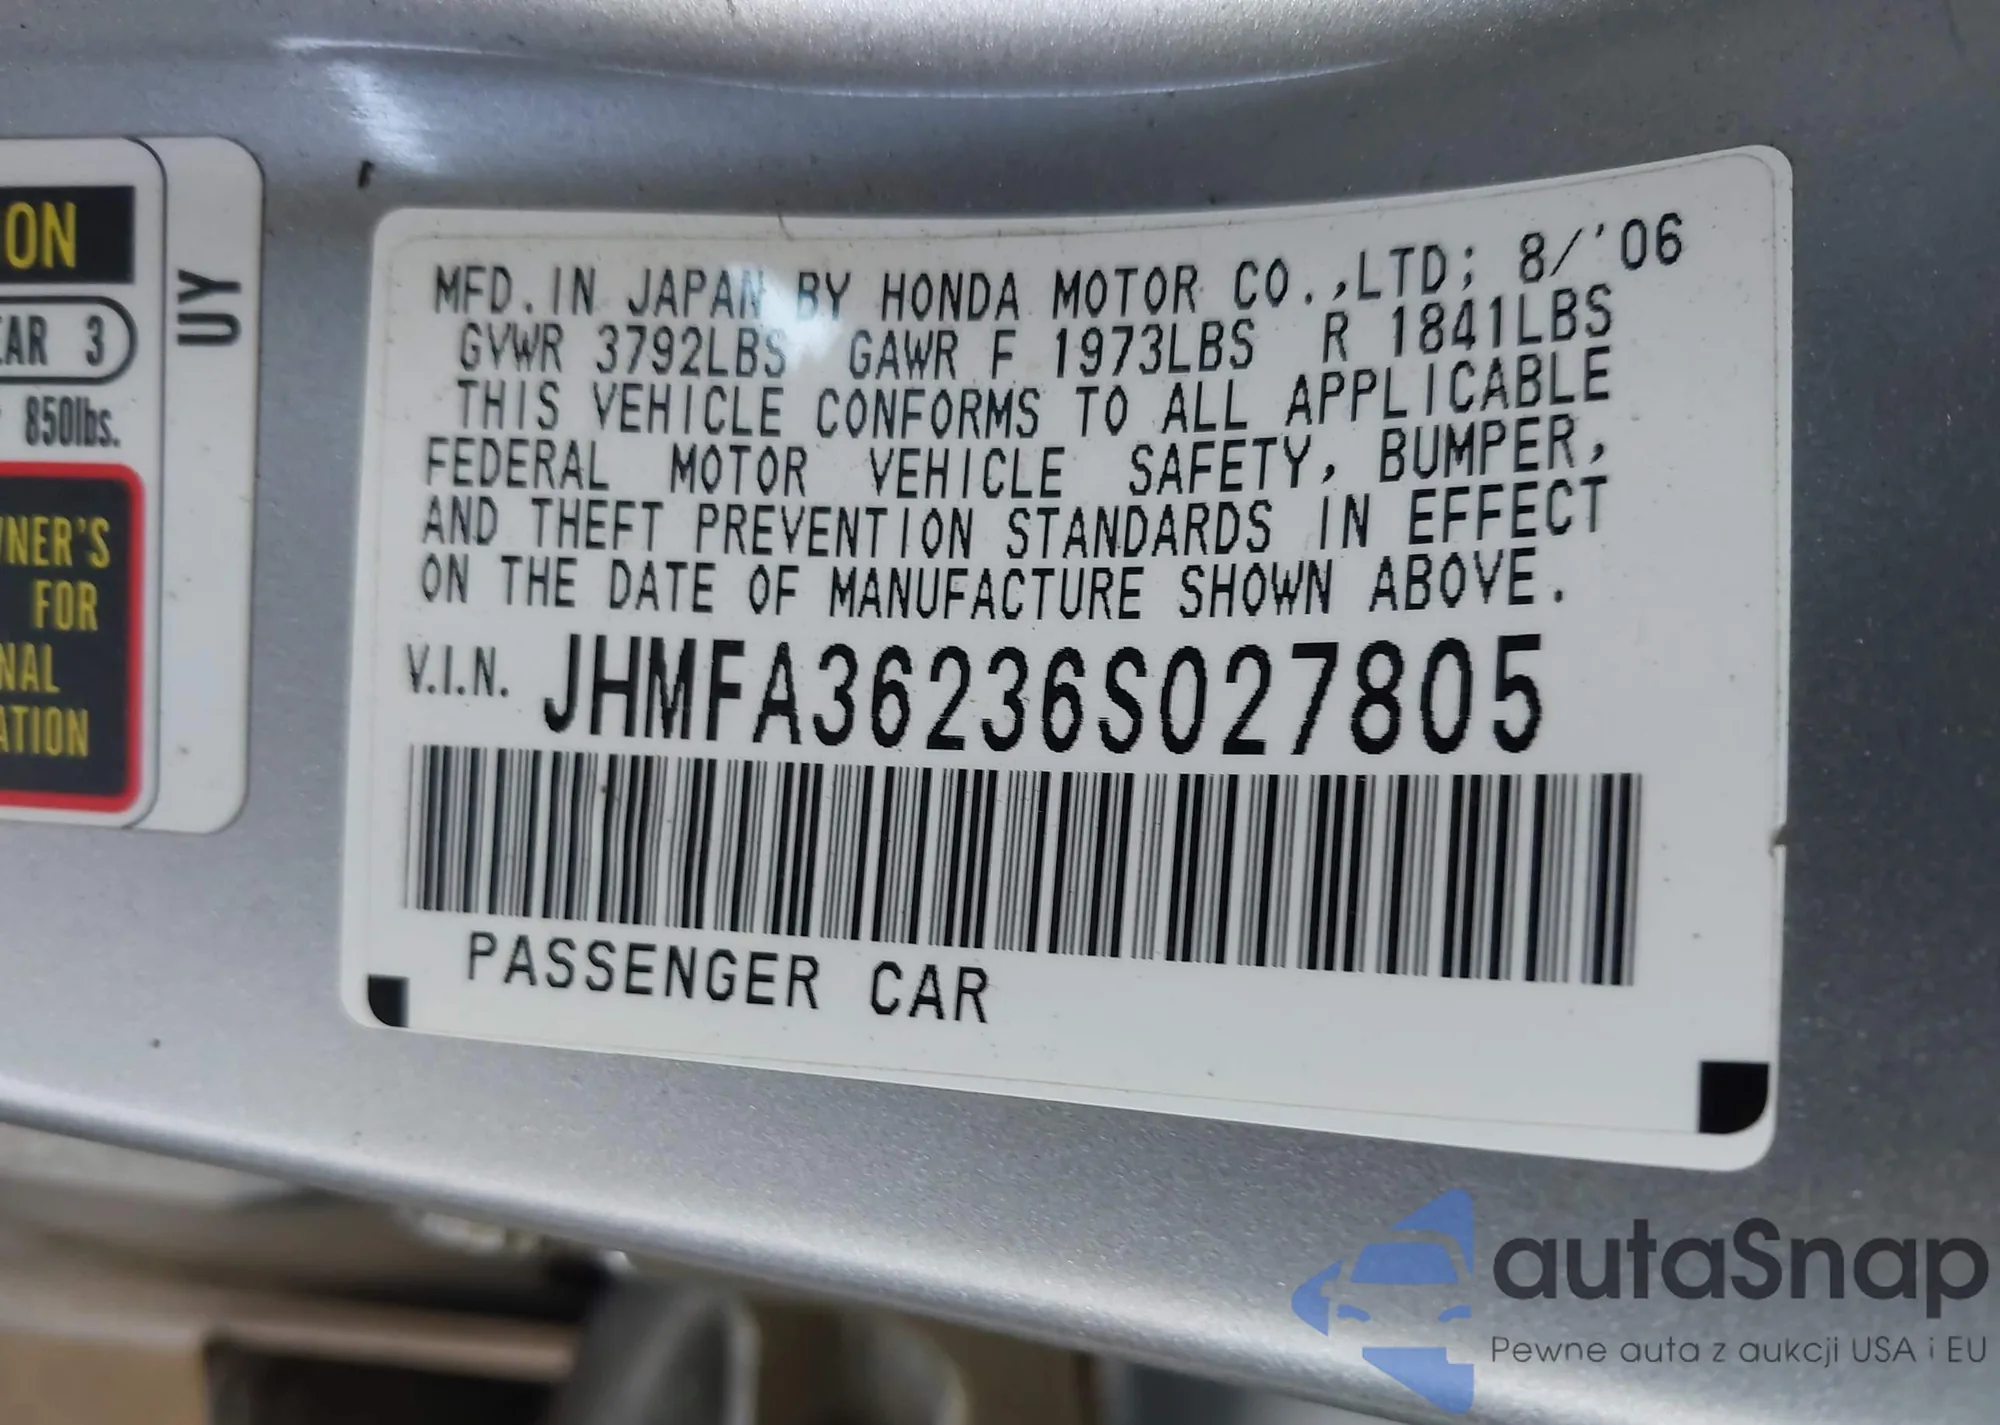 ON
EAR 3
850lbs.
WNER'S
FOR
NAL
ATION
UY
MFD. IN JAPAN BY HONDA MOTOR CO.,LTD; 8/'06
GVWR 3792LBS GAWR F 1973LBS R 1841LBS
THIS VEHICLE CONFORMS TO ALL APPLICABLE
FEDERAL MOTOR VEHICLE SAFETY, BUMPER,
AND THEFT PREVENTION STANDARDS IN EFFECT
ON THE DATE OF MANUFACTURE SHOWN ABOVE.
V.I.N. JHMFA36236S027805
PASSENGER CAR
autaSnap
Pewne auta z aukcji USA i EU